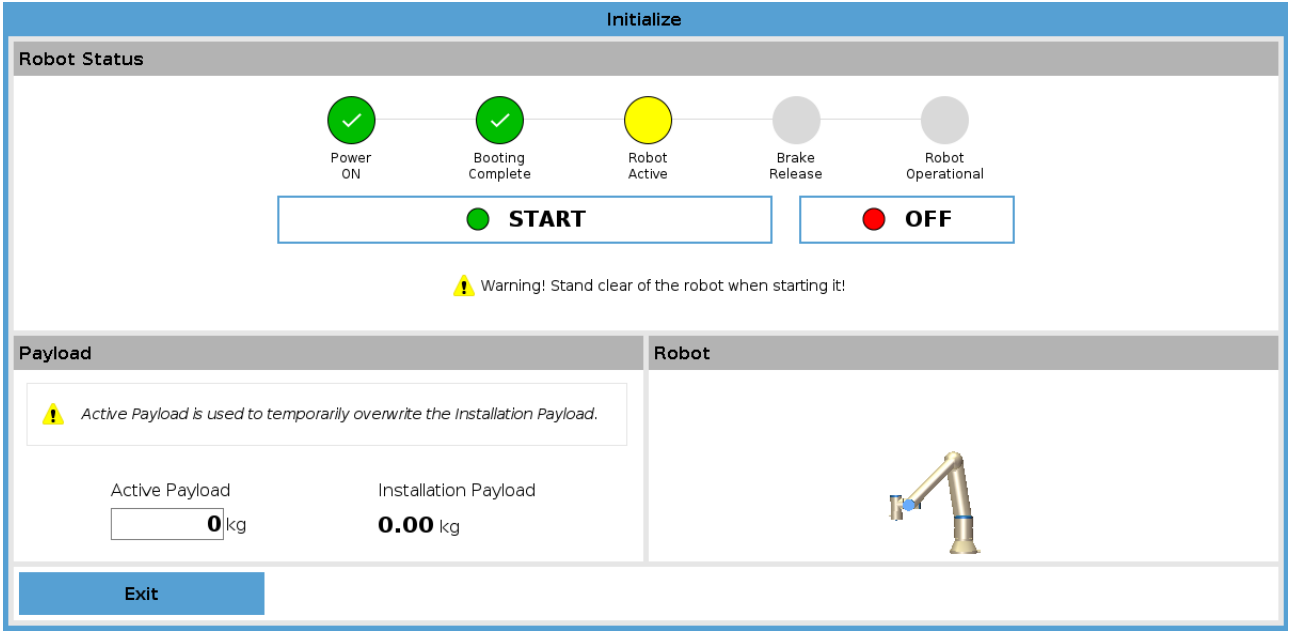 Initialize
Robot Status
Power
ON
Booting
Complete
Robot
Active
Brake
Release
Robot
Operational
START
OFF
Warning! Stand clear of the robot when starting it!
Payload
Robot
Active Payload is used to temporarily overwrite the Installation Payload.
Active Payload
Installation Payload
0 kg
0.00 kg
Exit